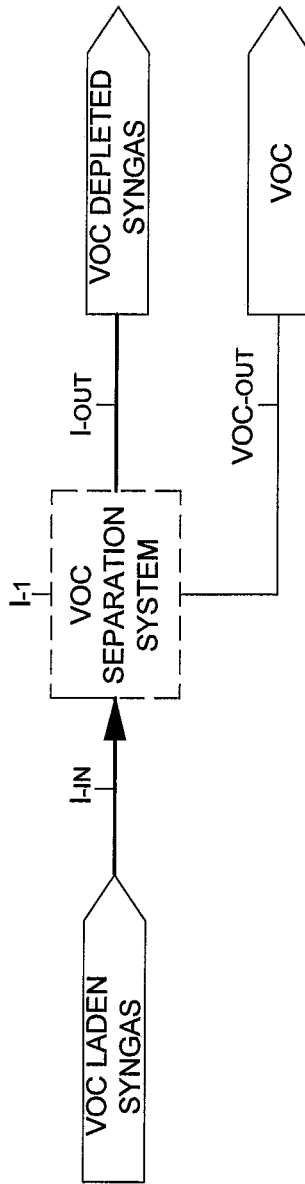 VOC LADEN
SYNGAS
I-IN
I-1
VOC
SEPARATION
SYSTEM
I-OUT
VOC DEPLETED
SYNGAS
VOC-OUT
VOC